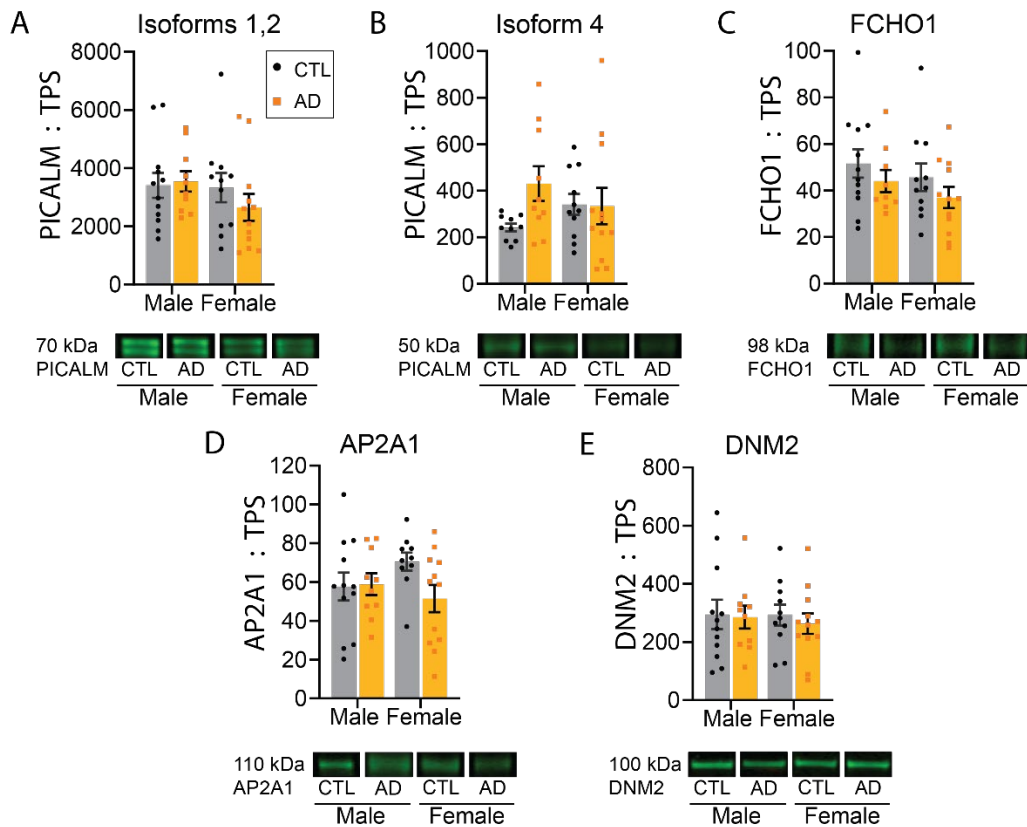 A
Isoforms 1,2
PICALM : TPS
8000
6000
4000
2000
0
CTL
AD
Male Female
70 kDa
PICALM
CTL AD CTL AD
Male Female
B
Isoform 4
PICALM : TPS
1000
800
600
400
200
0
Male Female
50 kDa
PICALM
CTL AD CTL AD
Male Female
C
FCHO1
FCHO1 : TPS
100
80
60
40
20
0
Male Female
98 kDa
FCHO1
CTL AD CTL AD
Male Female
D
AP2A1
AP2A1 : TPS
120
100
80
60
40
20
0
Male Female
110 kDa
AP2A1
CTL AD CTL AD
Male Female
E
DNM2
DNM2 : TPS
800
600
400
200
0
Male Female
100 kDa
DNM2
CTL AD CTL AD
Male Female